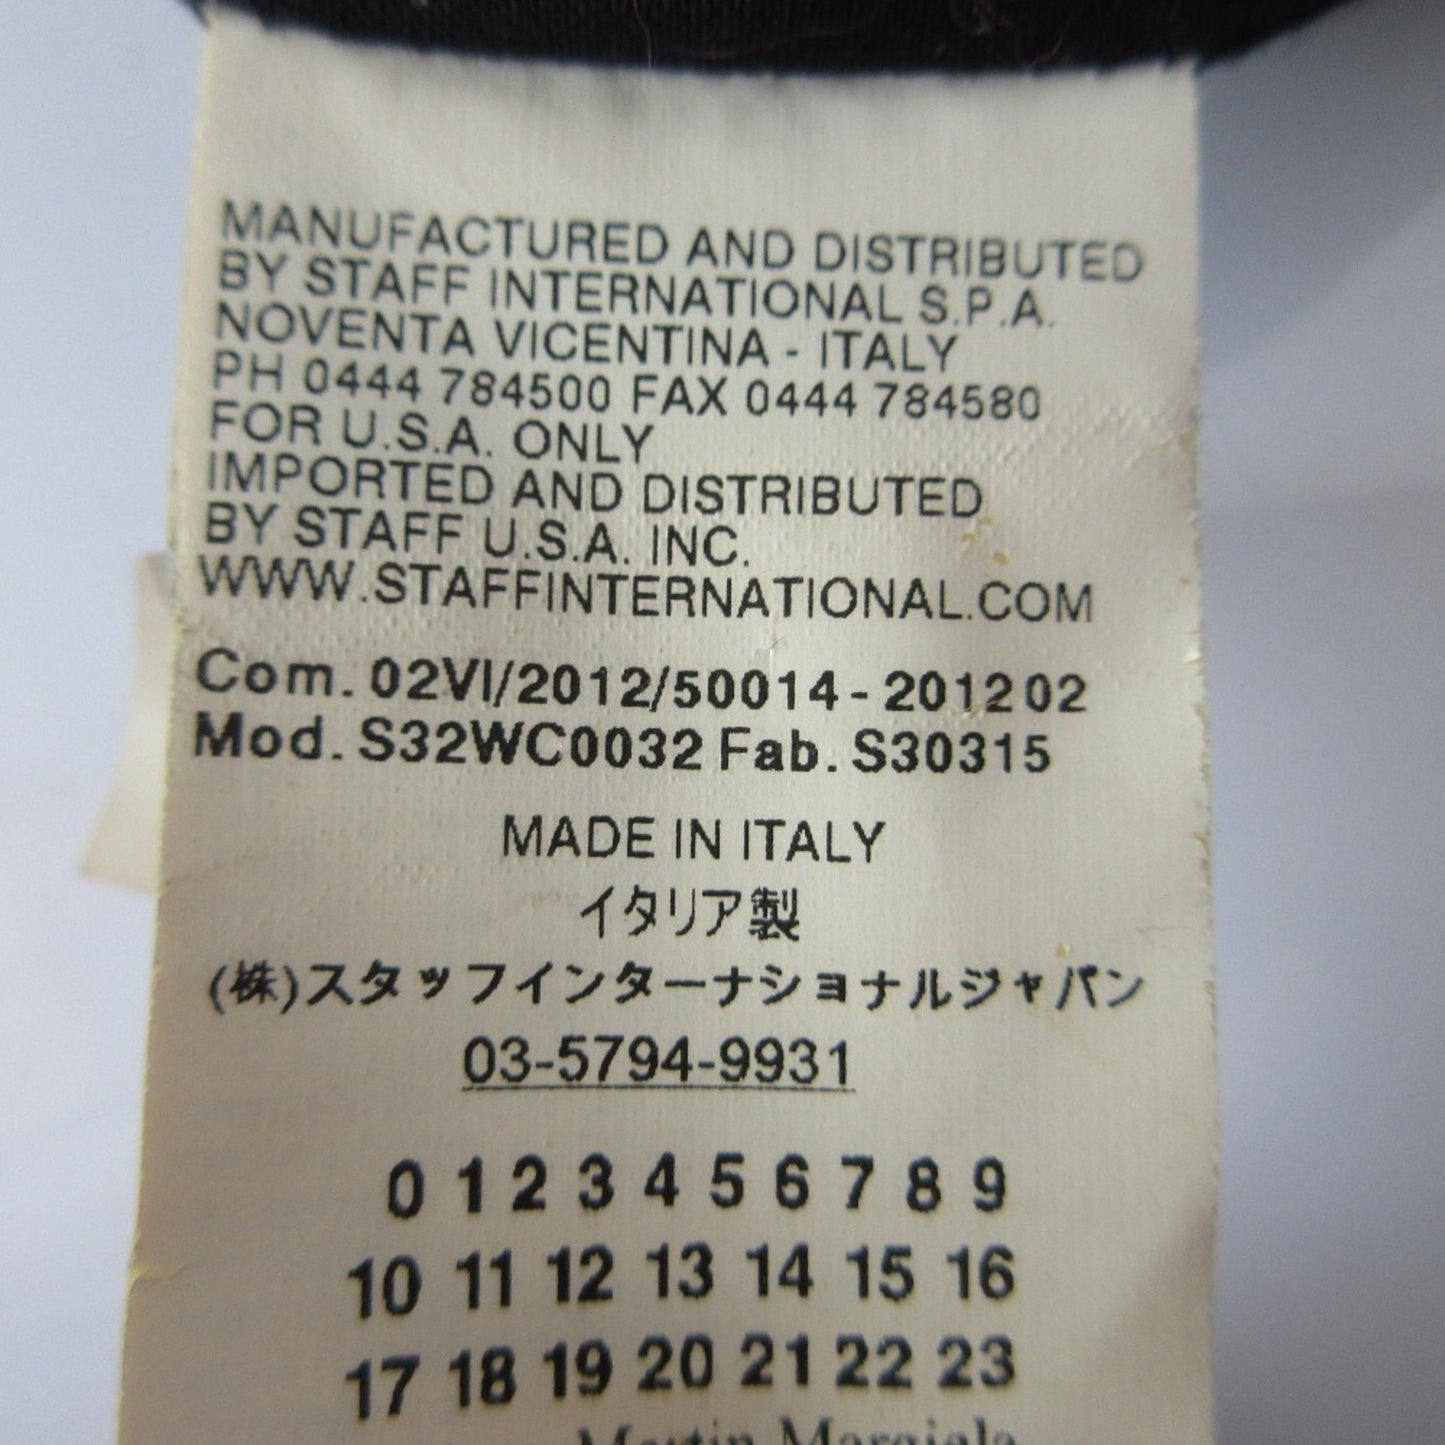 MANUFACTURED AND DISTRIBUTED
BY STAFF INTERNATIONAL S.P.A.
NOVENTA VICENTINA - ITALY
PH 0444 784500 FAX 0444 784580
FOR U.S.A. ONLY
IMPORTED AND DISTRIBUTED
BY STAFF U.S.A. INC.
WWW.STAFFINTERNATIONAL.COM
Com. 02VI/2012/50014 - 201202
Mod. S32WC0032 Fab. S30315
MADE IN ITALY
イタリア製
(株)スタッフインターナショナルジャパン
03-5794-9931
0 1 2 3 4 5 6 7 8 9
10 11 12 13 14 15 16
17 18 19 20 21 22 23
Martin Margiela